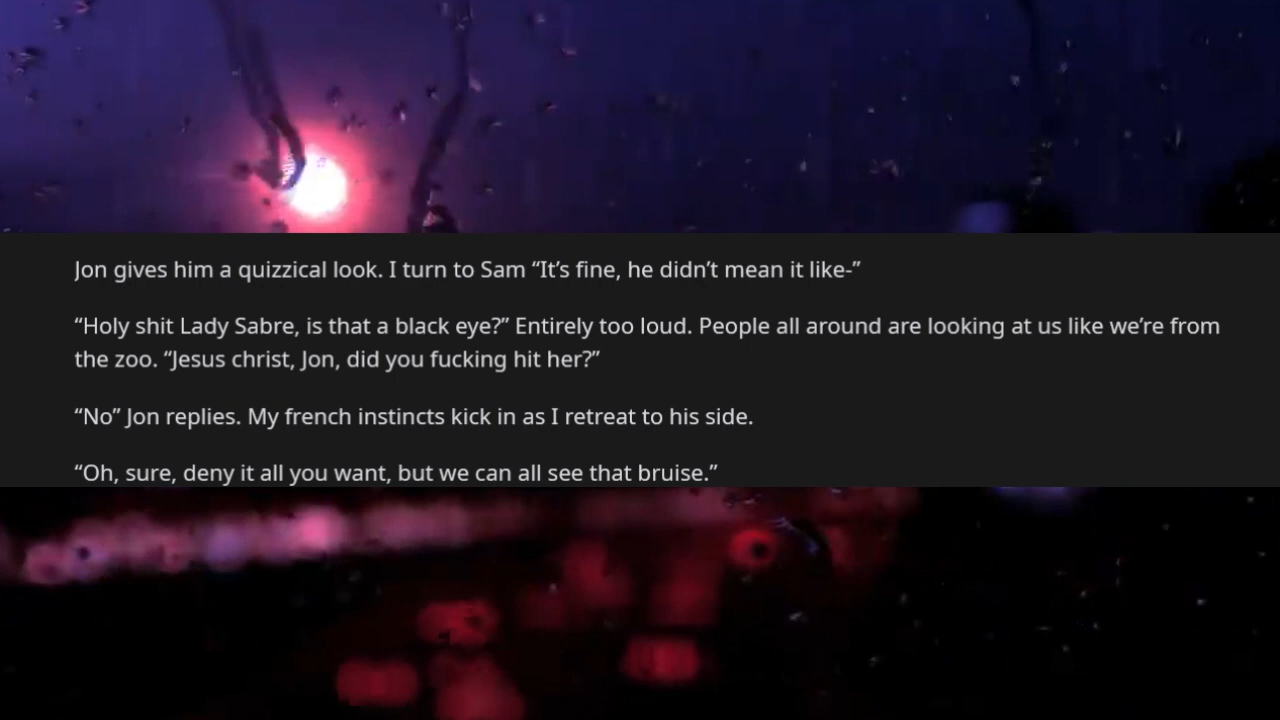 Jon gives him a quizzical look. I turn to Sam “It’s fine, he didn’t mean it like-”
“Holy shit Lady Sabre, is that a black eye?” Entirely too loud. People all around are looking at us like we’re from
the zoo. “Jesus christ, Jon, did you fucking hit her?”
“No” Jon replies. My french instincts kick in as I retreat to his side.
“Oh, sure, deny it all you want, but we can all see that bruise.”